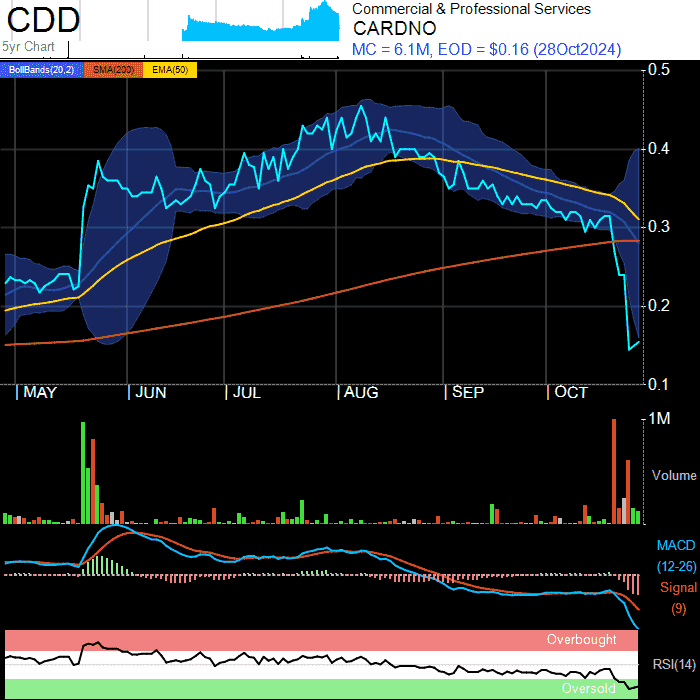 CDD
5yr Chart
Commercial & Professional Services
CARDNO
MC = 6.1M, EOD = $0.16 (28Oct2024)
BollBands(20,2) SMA(200) EMA(50)
0.5
0.4
0.3
0.2
0.1
MAY JUN JUL AUG SEP OCT
1M
Volume
MACD
(12-26)
Signal
(9)
Overbought
RSI(14)
Oversold